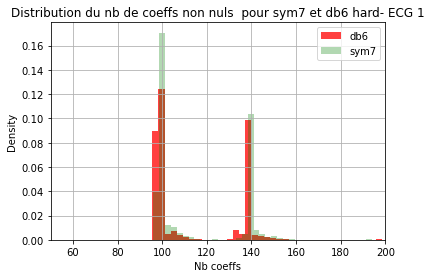 Distribution du nb de coeffs non nuls  pour sym7 et db6 hard- ECG 1
db6
sym7
Density
0.16
0.14
0.12
0.10
0.08
0.06
0.04
0.02
0.00
60 80 100 120 140 160 180 200
Nb coeffs